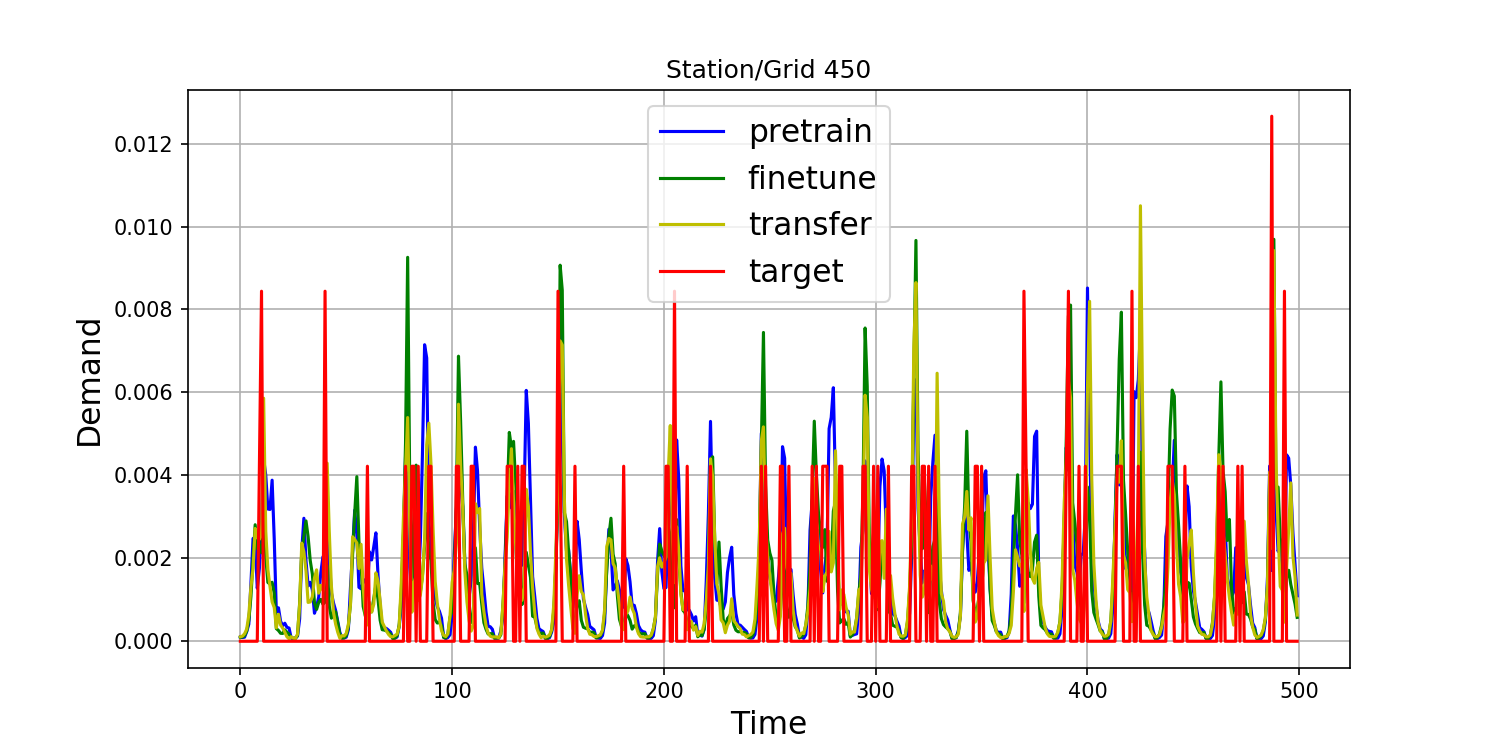 Station/Grid 450
pretrain
finetune
transfer
target
Demand
0.012
0.010
0.008
0.006
0.004
0.002
0.000
0 100 200 300 400 500
Time